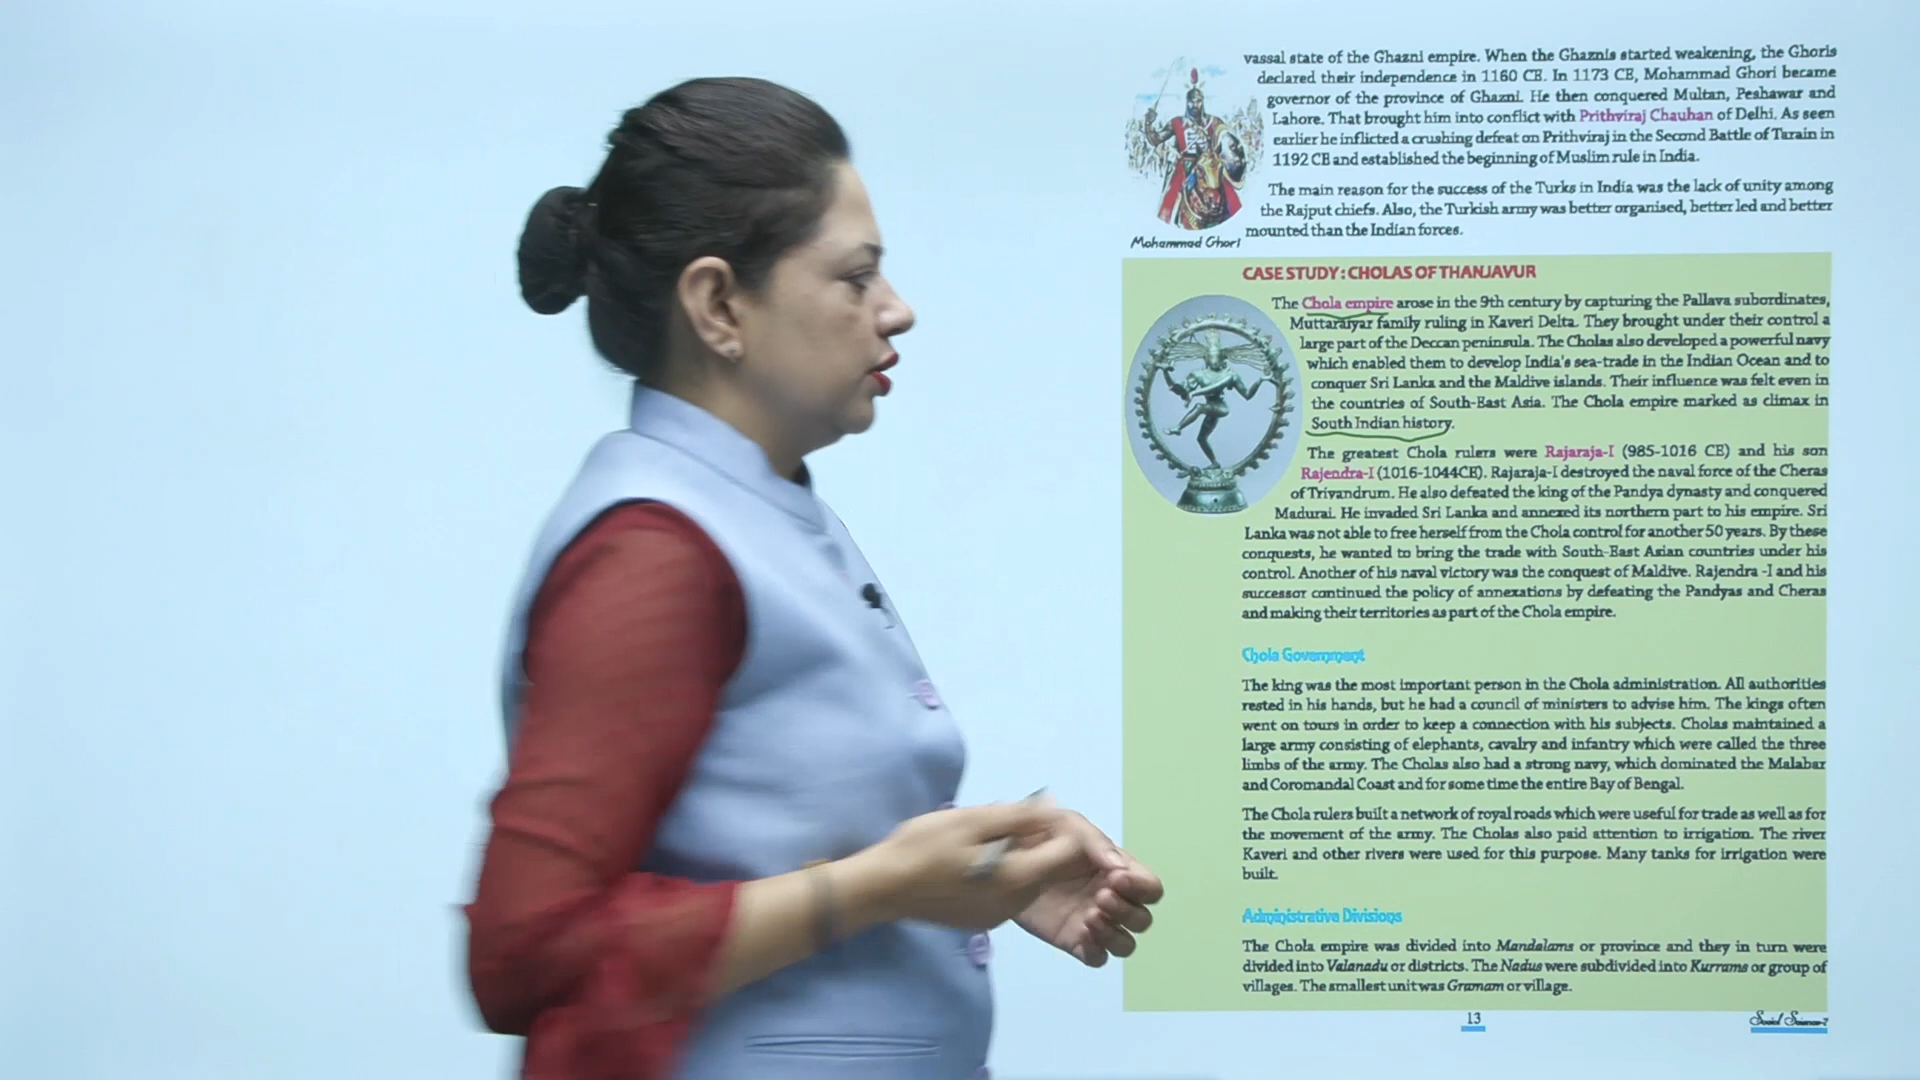 vassal state of the Ghazni empire. When the Ghaznis started weakening, the Ghoris
declared their independence in 1160 CE. In 1173 CE, Mohammad Ghori became
governor of the province of Ghazni. He then conquered Multan, Peshawar and
Lahore. That brought him into conflict with Prithviraj Chauhan of Delhi. As seen
earlier he inflicted a crushing defeat on Prithviraj in the Second Battle of Tarain in
1192 CE and established the beginning of Muslim rule in India.
The main reason for the success of the Turks in India was the lack of unity among
the Rajput chiefs. Also, the Turkish army was better organised, better led and better
mounted than the Indian forces.
Mohammad Ghori
CASE STUDY : CHOLAS OF THANJAVUR
The Chola empire arose in the 9th century by capturing the Pallava subordinates,
Muttaraiyar family ruling in Kaveri Delta. They brought under their control a
large part of the Deccan peninsula. The Cholas also developed a powerful navy
which enabled them to develop India's sea-trade in the Indian Ocean and to
conquer Sri Lanka and the Maldive islands. Their influence was felt even in
the countries of South-East Asia. The Chola empire marked as climax in
South Indian history.
The greatest Chola rulers were Rajaraja-I (985-1016 CE) and his son
Rajendra-I (1016-1044CE). Rajaraja-I destroyed the naval force of the Cheras
of Trivandrum. He also defeated the king of the Pandya dynasty and conquered
Madurai. He invaded Sri Lanka and annexed its northern part to his empire. Sri
Lanka was not able to free herself from the Chola control for another 50 years. By these
conquests, he wanted to bring the trade with South-East Asian countries under his
control. Another of his naval victory was the conquest of Maldive. Rajendra -I and his
successor continued the policy of annexations by defeating the Pandyas and Cheras
and making their territories as part of the Chola empire.
Chola Government
The king was the most important person in the Chola administration. All authorities
rested in his hands, but he had a council of ministers to advise him. The kings often
went on tours in order to keep a connection with his subjects. Cholas maintained a
large army consisting of elephants, cavalry and infantry which were called the three
limbs of the army. The Cholas also had a strong navy, which dominated the Malabar
and Coromandal Coast and for some time the entire Bay of Bengal.
The Chola rulers built a network of royal roads which were useful for trade as well as for
the movement of the army. The Cholas also paid attention to irrigation. The river
Kaveri and other rivers were used for this purpose. Many tanks for irrigation were
built.
Administrative Divisions
The Chola empire was divided into Mandalams or province and they in turn were
divided into Valanadu or districts. The Nadus were subdivided into Kurrams or group of
villages. The smallest unit was Gramam or village.
13
Social Science-7